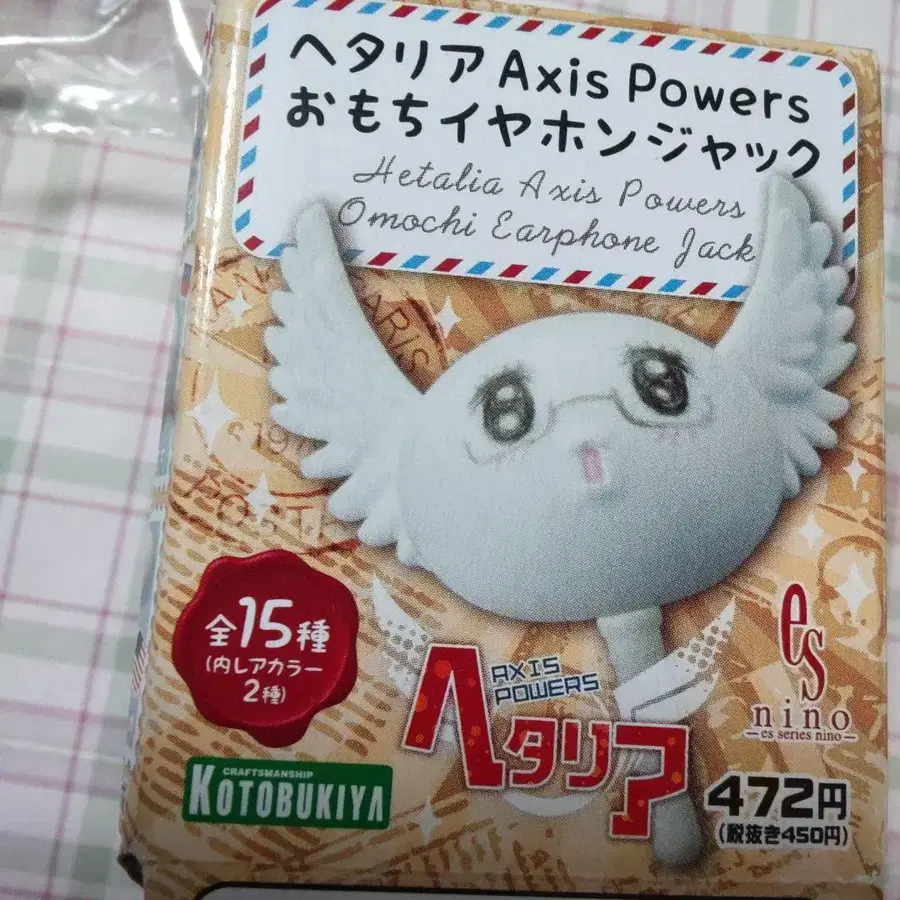 ヘタリア Axis Powers
おもちイヤホンジャック
Hetalia Axis Powers
Omochi Earphone Jack
PARIS
POST
全15種
(内レアカラー
2種)
AXIS
POWERS
ヘタリア
es
nino
es series nino
CRAFTSMANSHIP
KOTOBUKIYA
472円
(税抜き450円)